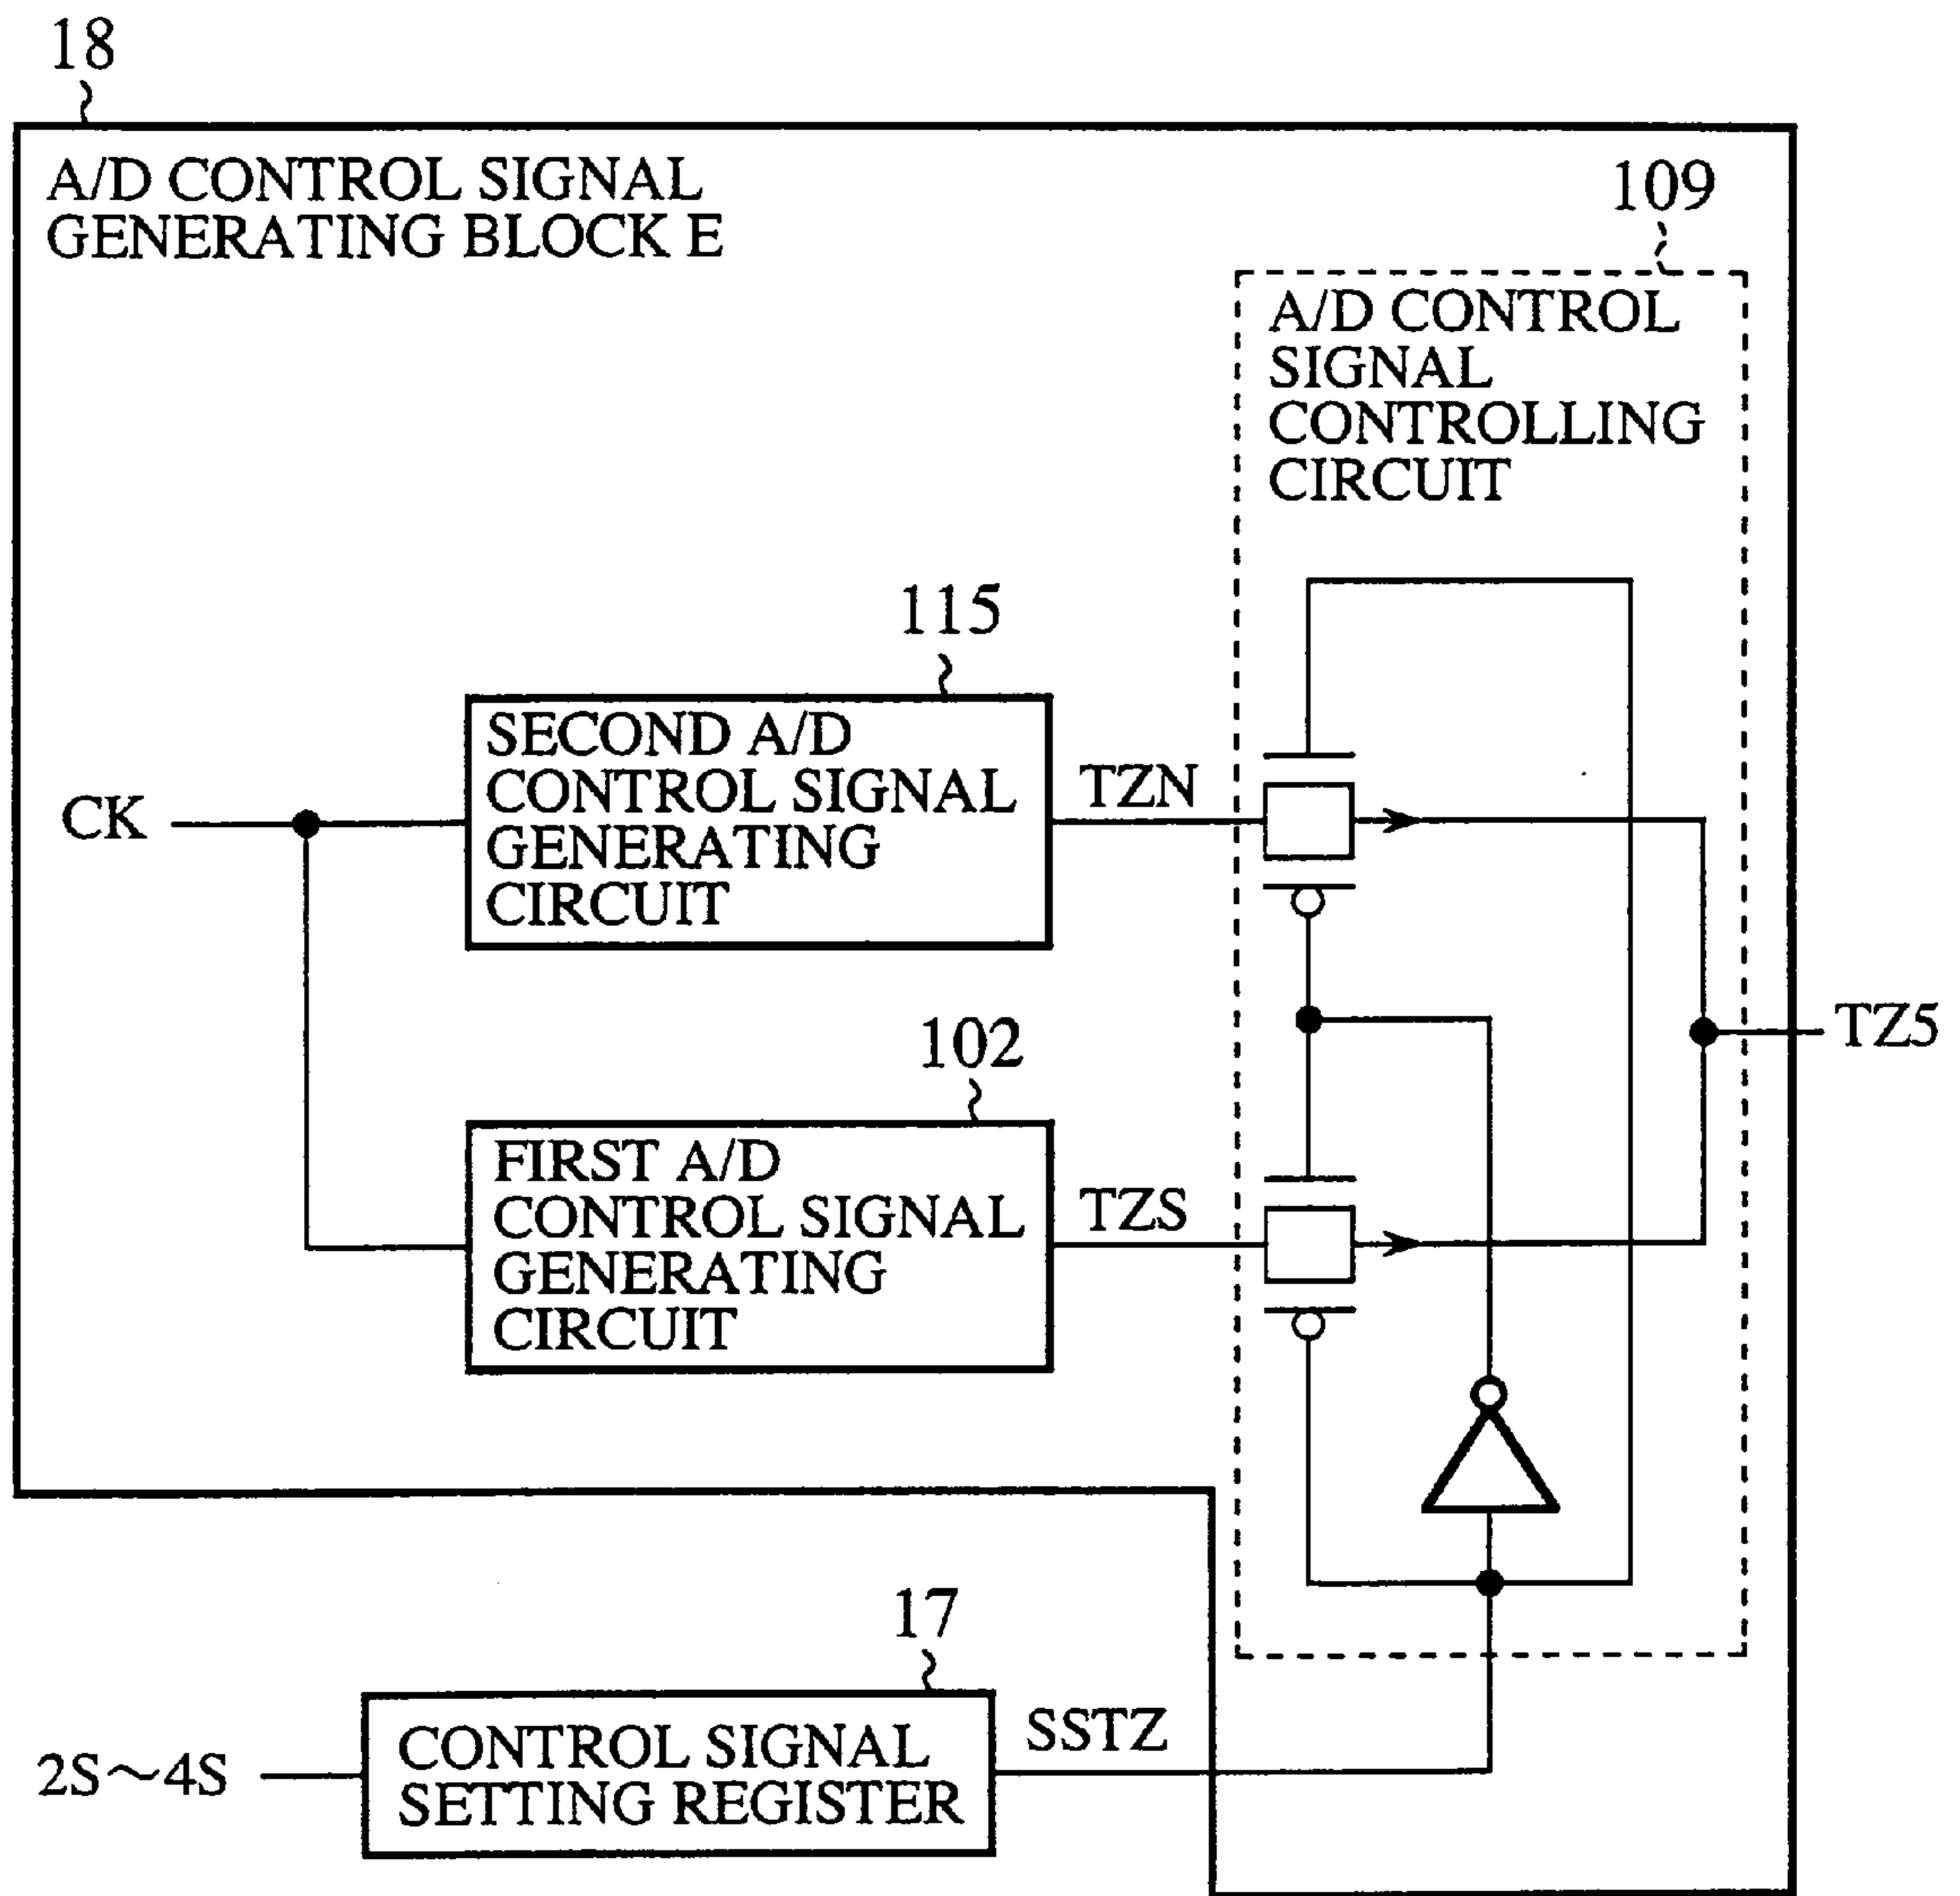 18
A/D CONTROL SIGNAL
GENERATING BLOCK E
109
A/D CONTROL
SIGNAL
CONTROLLING
CIRCUIT
115
SECOND A/D
CONTROL SIGNAL
GENERATING
CIRCUIT
TZN
CK
102
FIRST A/D
CONTROL SIGNAL
GENERATING
CIRCUIT
TZS
TZ5
17
CONTROL SIGNAL
SETTING REGISTER
SSTZ
2S～4S